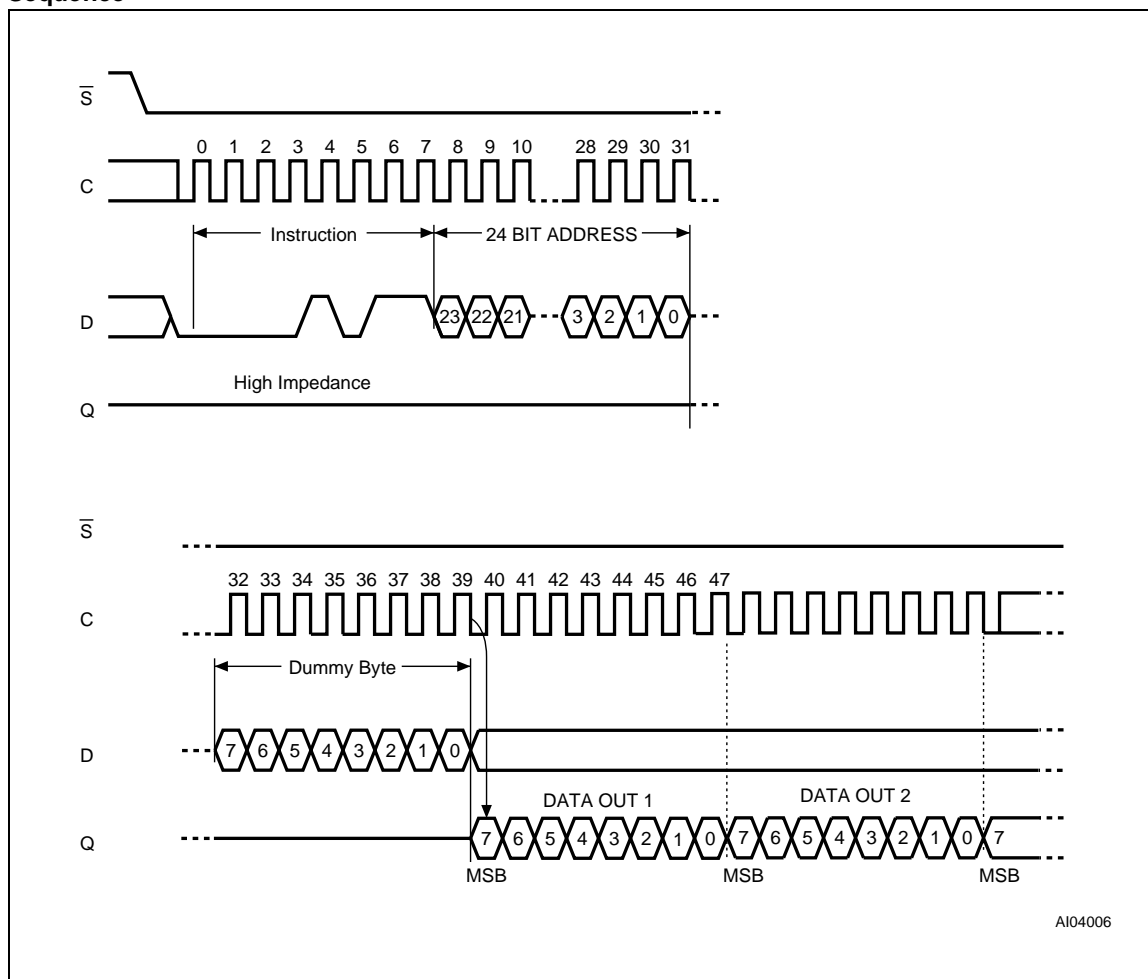 S
0 1 2 3 4 5 6 7 8 9 10 28 29 30 31
C
Instruction 24 BIT ADDRESS
D 23 22 21 3 2 1 0
High Impedance
Q
S
32 33 34 35 36 37 38 39 40 41 42 43 44 45 46 47
C
Dummy Byte
D 7 6 5 4 3 2 1 0
DATA OUT 1 DATA OUT 2
Q 7 6 5 4 3 2 1 0 7 6 5 4 3 2 1 0 7
MSB MSB MSB
AI04006